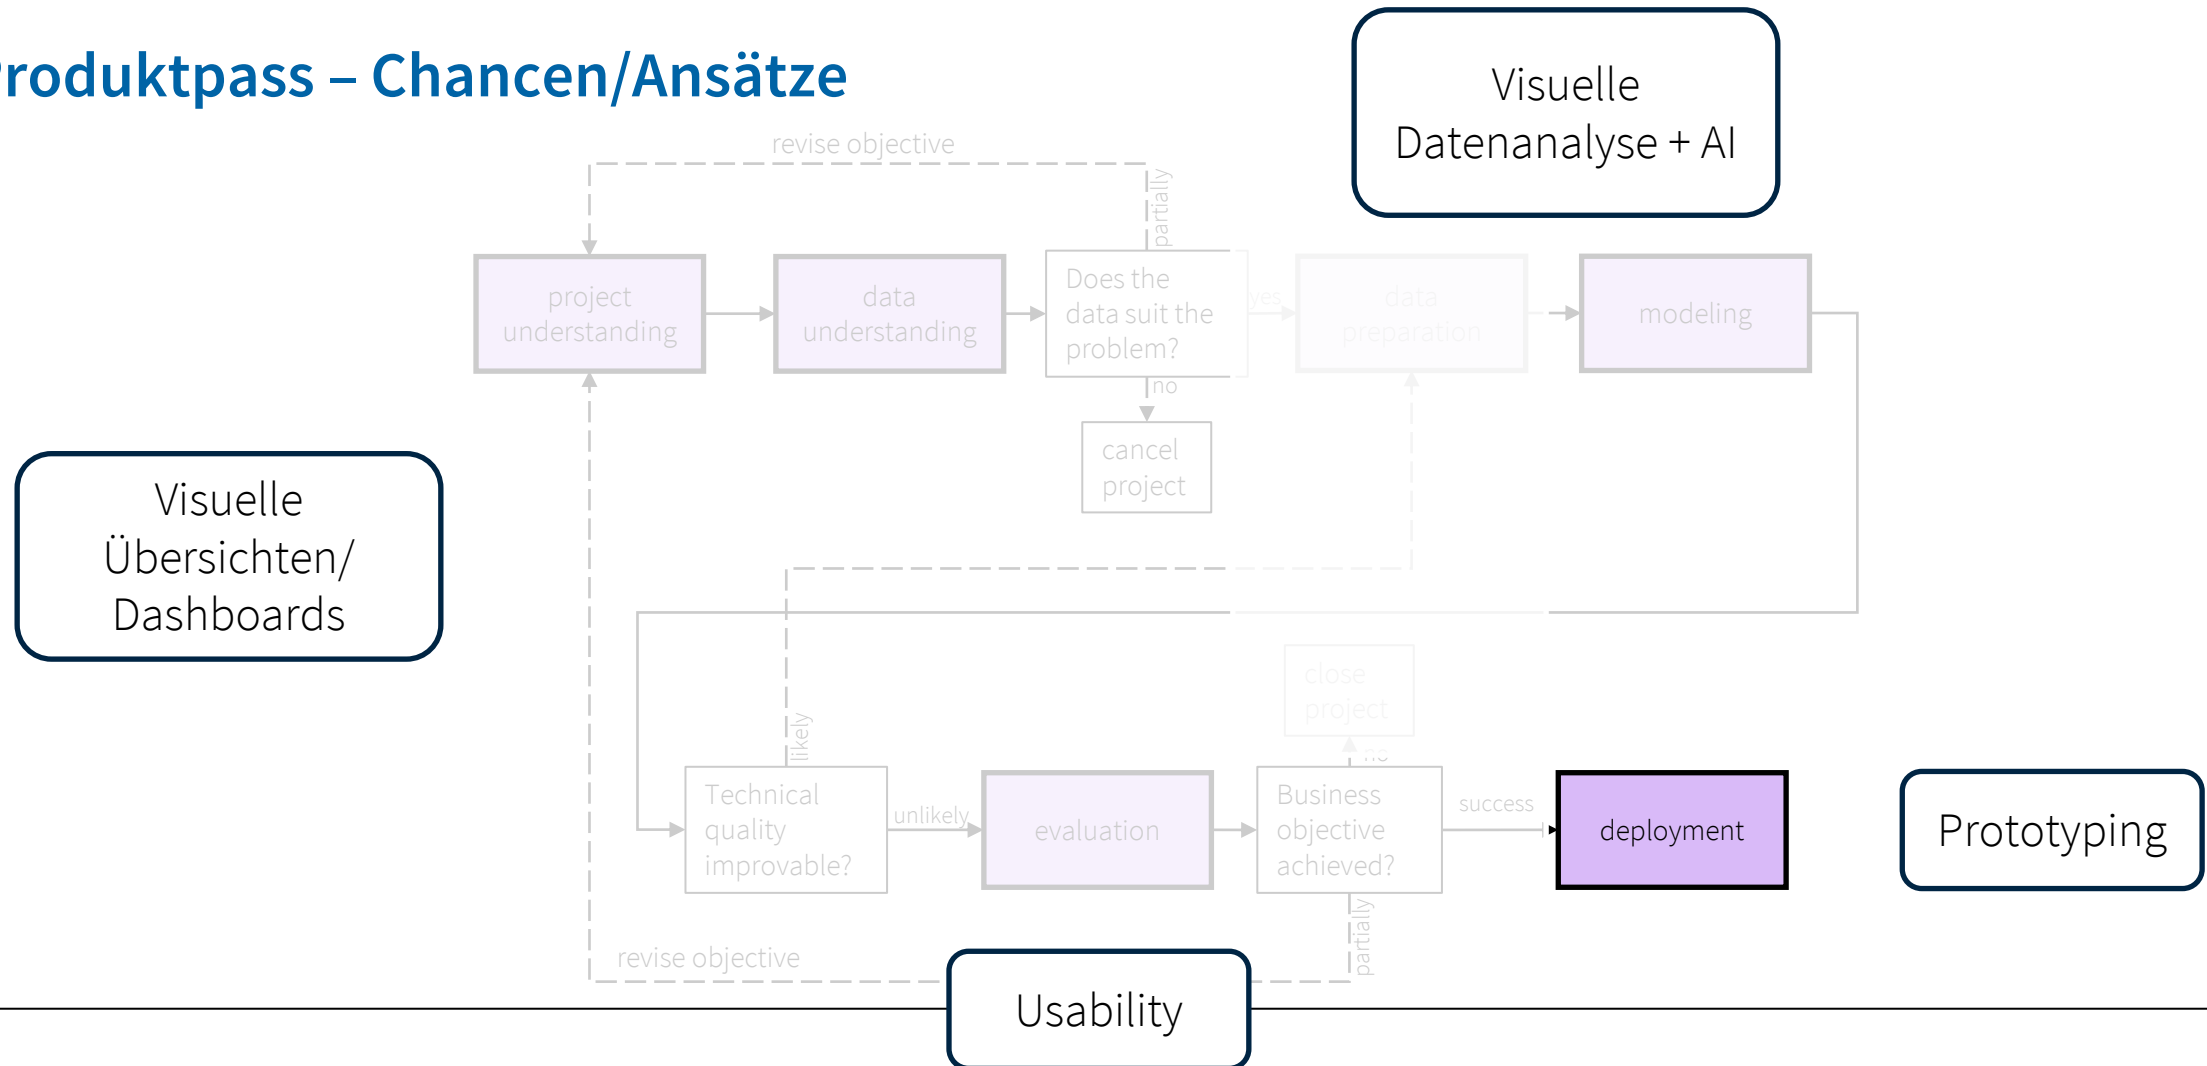 Produktpass – Chancen/Ansätze
Visuelle
Datenanalyse + AI
revise objective
partially
project
understanding
data
understanding
Does the
data suit the
problem?
yes
data
preparation
modeling
no
cancel
project
Visuelle
Übersichten/
Dashboards
close
project
no
likely
Technical
quality
improvable?
unlikely
evaluation
Business
objective
achieved?
success
deployment
Prototyping
partially
revise objective
Usability